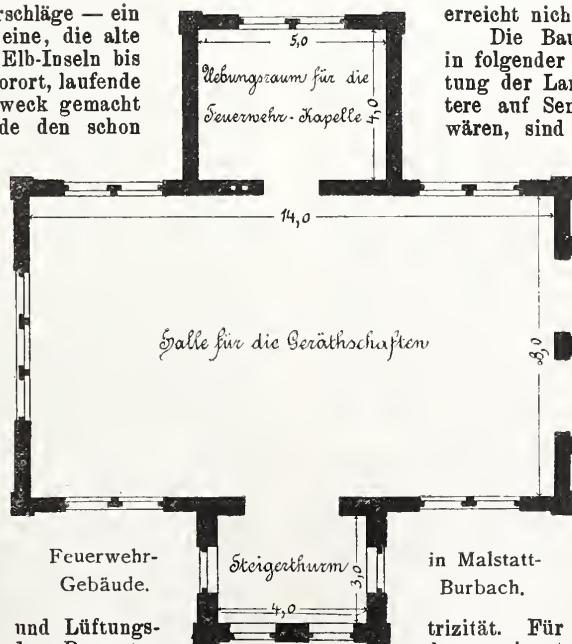 rschläge — ein
eine, die alte
Elb-Inseln bis
orort, laufende
weck gemacht
de den schon
erreicht nich
Die Bau
in folgender
tung der Lar
tere auf Ser
wären, sind
5,0
Uebungsraum für die
Feuerwehr-Kapelle
4,0
14,0
Halle für die Geräthschaften
8,0
Feuerwehr-
Gebäude.
Steigerthurm
3,0
4,0
in Malstatt-
Burbach.
und Lüftungs-
trizität. Für